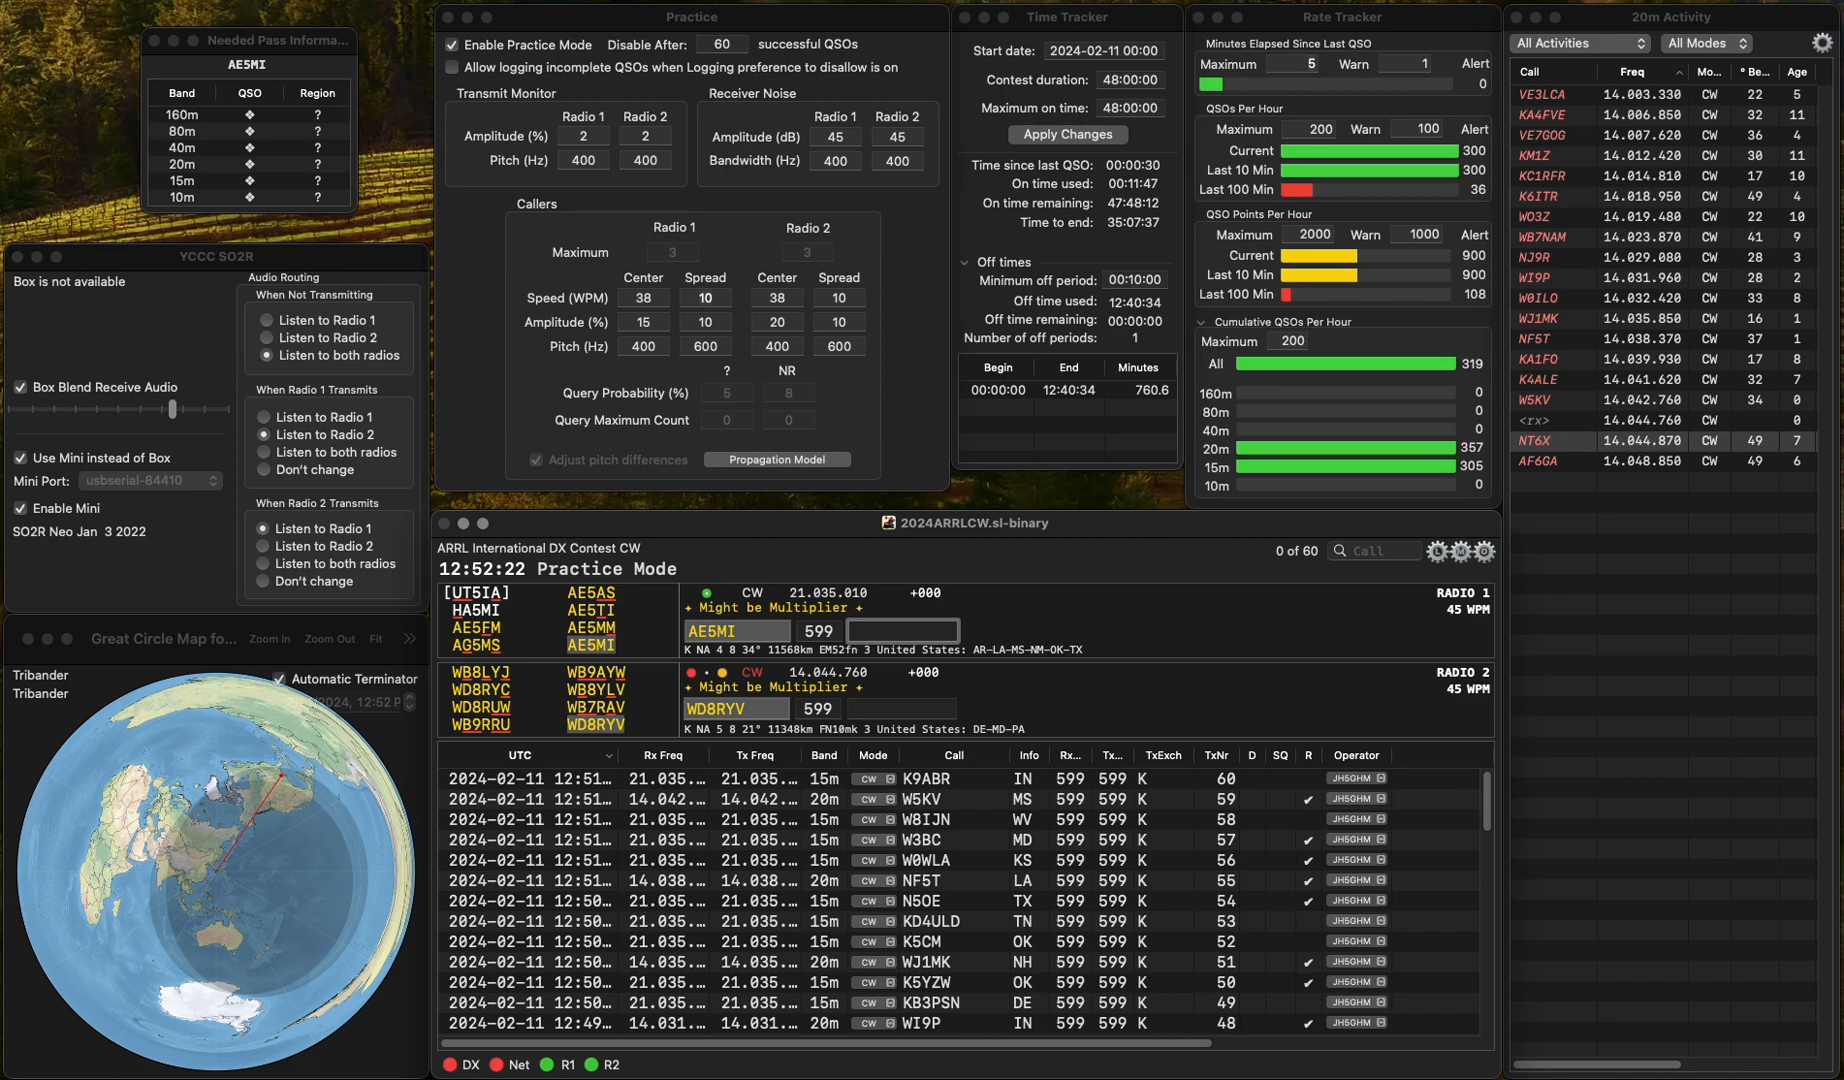 Needed Pass Informa...
AE5MI
Band QSO Region
160m ❖ ?
80m ❖ ?
40m ❖ ?
20m ❖ ?
15m ❖ ?
10m ❖ ?
YCCC SO2R
Box is not available
Box Blend Receive Audio
Use Mini instead of Box
Mini Port: usbserial-84410
Enable Mini
SO2R Neo Jan 3 2022
Audio Routing
When Not Transmitting
Listen to Radio 1
Listen to Radio 2
Listen to both radios
When Radio 1 Transmits
Listen to Radio 1
Listen to Radio 2
Listen to both radios
Don't change
When Radio 2 Transmits
Listen to Radio 1
Listen to Radio 2
Listen to both radios
Don't change
Great Circle Map fo... Zoom In Zoom Out Fit
Tribander
Tribander
Automatic Terminator
2024, 12:52 P
Practice
Enable Practice Mode Disable After: 60 successful QSOs
Allow logging incomplete QSOs when Logging preference to disallow is on
Transmit Monitor
Radio 1 Radio 2
Amplitude (%) 2 2
Pitch (Hz) 400 400
Receiver Noise
Radio 1 Radio 2
Amplitude (dB) 45 45
Bandwidth (Hz) 400 400
Callers
Radio 1 Radio 2
Maximum 3 3
Center Spread Center Spread
Speed (WPM) 38 10 38 10
Amplitude (%) 15 10 20 10
Pitch (Hz) 400 600 400 600
? NR
Query Probability (%) 5 8
Query Maximum Count 0 0
Adjust pitch differences Propagation Model
Time Tracker
Start date: 2024-02-11 00:00
Contest duration: 48:00:00
Maximum on time: 48:00:00
Apply Changes
Time since last QSO: 00:00:30
On time used: 00:11:47
On time remaining: 47:48:12
Time to end: 35:07:37
Off times
Minimum off period: 00:10:00
Off time used: 12:40:34
Off time remaining: 00:00:00
Number of off periods: 1
Begin End Minutes
00:00:00 12:40:34 760.6
Rate Tracker
Minutes Elapsed Since Last QSO
Maximum 5 Warn 1 Alert
0
QSOs Per Hour
Maximum 200 Warn 100 Alert
Current 300
Last 10 Min 300
Last 100 Min 36
QSO Points Per Hour
Maximum 2000 Warn 1000 Alert
Current 900
Last 10 Min 900
Last 100 Min 108
Cumulative QSOs Per Hour
Maximum 200
All 319
160m 0
80m 0
40m 0
20m 357
15m 305
10m 0
20m Activity
All Activities All Modes
Call Freq Mo... ° Be... Age
VE3LCA 14.003.330 CW 22 5
KA4FVE 14.006.850 CW 32 11
VE7GOG 14.007.620 CW 36 4
KM1Z 14.012.420 CW 30 11
KC1RFR 14.014.810 CW 17 10
K6ITR 14.018.950 CW 49 4
WO3Z 14.019.480 CW 22 10
WB7NAM 14.023.870 CW 41 9
NJ9R 14.029.080 CW 28 3
WI9P 14.031.960 CW 28 2
W0ILO 14.032.420 CW 33 8
WJ1MK 14.035.850 CW 16 1
NF5T 14.038.370 CW 37 1
KA1FO 14.039.930 CW 17 8
K4ALE 14.041.620 CW 32 7
W5KV 14.042.760 CW 34 0
<rx> 14.044.760 CW 0
NT6X 14.044.870 CW 49 7
AF6GA 14.048.850 CW 49 6
2024ARRLCW.sl-binary
ARRL International DX Contest CW 0 of 60 Call L M O
12:52:22 Practice Mode
[UT5IA] AE5AS
HA5MI AE5TI
AE5FM AE5MM
AG5MS AE5MI
CW 21.035.010 +000 RADIO 1
+ Might be Multiplier + 45 WPM
AE5MI 599
K NA 4 8 34° 11568km EM52fn 3 United States: AR-LA-MS-NM-OK-TX
WB8LYJ WB9AYW
WD8RYC WB8YLV
WD8RUW WB7RAV
WB9RRU WD8RYV
CW 14.044.760 +000 RADIO 2
+ Might be Multiplier + 45 WPM
WD8RYV 599
K NA 5 8 21° 11348km FN10mk 3 United States: DE-MD-PA
UTC Rx Freq Tx Freq Band Mode Call Info Rx... Tx... TxExch TxNr D SQ R Operator
2024-02-11 12:51... 21.035.... 21.035.... 15m CW K9ABR IN 599 599 K 60 JH5GHM
2024-02-11 12:51... 14.042.... 14.042.... 20m CW W5KV MS 599 599 K 59 ✔ JH5GHM
2024-02-11 12:51... 21.035.... 21.035.... 15m CW W8IJN WV 599 599 K 58 JH5GHM
2024-02-11 12:51... 21.035.... 21.035.... 15m CW W3BC MD 599 599 K 57 ✔ JH5GHM
2024-02-11 12:51... 21.035.... 21.035.... 15m CW W0WLA KS 599 599 K 56 ✔ JH5GHM
2024-02-11 12:51... 14.038.... 14.038.... 20m CW NF5T LA 599 599 K 55 ✔ JH5GHM
2024-02-11 12:50... 21.035.... 21.035.... 15m CW N5OE TX 599 599 K 54 ✔ JH5GHM
2024-02-11 12:50... 21.035.... 21.035.... 15m CW KD4ULD TN 599 599 K 53 JH5GHM
2024-02-11 12:50... 21.035.... 21.035.... 15m CW K5CM OK 599 599 K 52 JH5GHM
2024-02-11 12:50... 14.035.... 14.035.... 20m CW WJ1MK NH 599 599 K 51 ✔ JH5GHM
2024-02-11 12:50... 21.035.... 21.035.... 15m CW K5YZW OK 599 599 K 50 ✔ JH5GHM
2024-02-11 12:50... 21.035.... 21.035.... 15m CW KB3PSN DE 599 599 K 49 JH5GHM
2024-02-11 12:49... 14.031.... 14.031.... 20m CW WI9P IN 599 599 K 48 ✔ JH5GHM
DX Net R1 R2